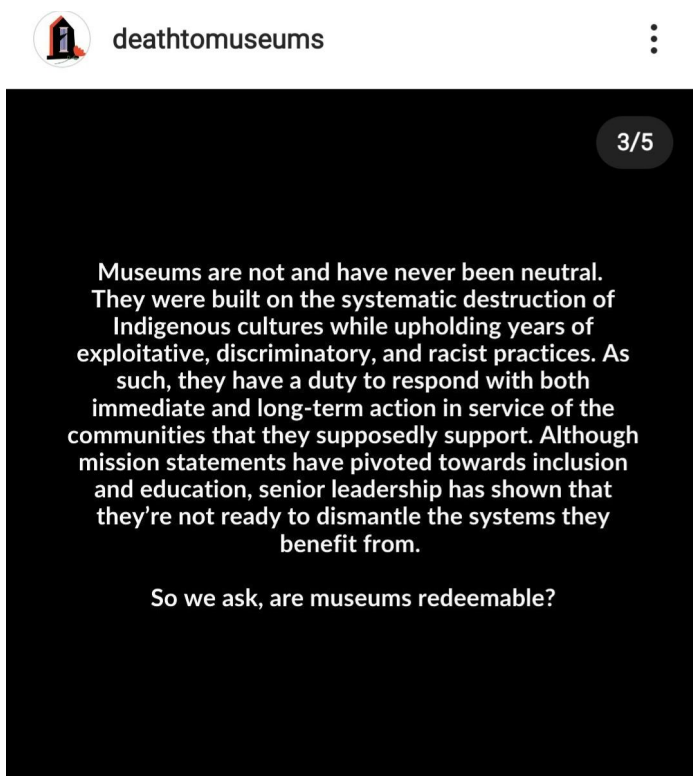 deathtomuseums
3/5
Museums are not and have never been neutral.
They were built on the systematic destruction of
Indigenous cultures while upholding years of
exploitative, discriminatory, and racist practices. As
such, they have a duty to respond with both
immediate and long-term action in service of the
communities that they supposedly support. Although
mission statements have pivoted towards inclusion
and education, senior leadership has shown that
they’re not ready to dismantle the systems they
benefit from.
So we ask, are museums redeemable?